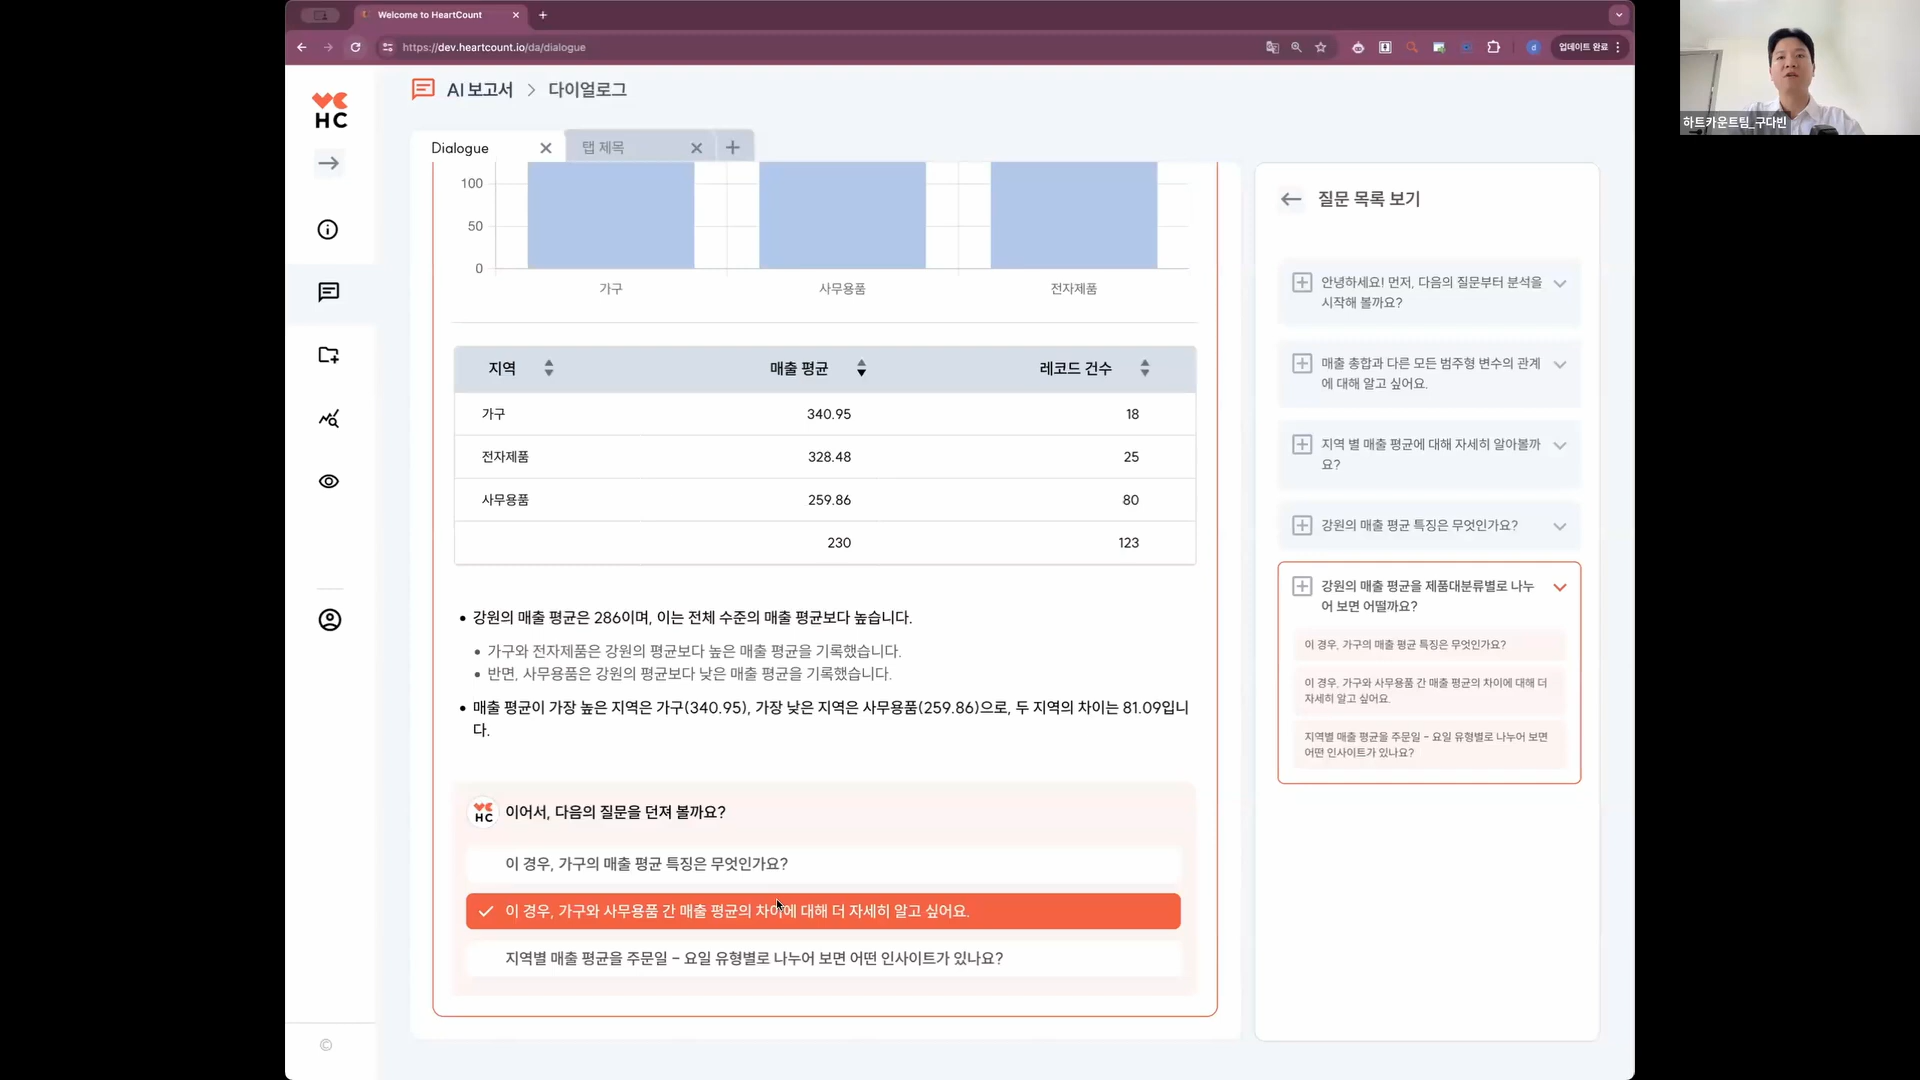 Welcome to HeartCount
https://dev.heartcount.io/da/dialogue
d
업데이트 완료
하트카운트팀_구다빈
HC
AI 보고서 > 다이얼로그
Dialogue
탭 제목
100
50
0
가구 사무용품 전자제품
지역 매출 평균 레코드 건수
가구 340.95 18
전자제품 328.48 25
사무용품 259.86 80
230 123
• 강원의 매출 평균은 286이며, 이는 전체 수준의 매출 평균보다 높습니다.
• 가구와 전자제품은 강원의 평균보다 높은 매출 평균을 기록했습니다.
• 반면, 사무용품은 강원의 평균보다 낮은 매출 평균을 기록했습니다.
• 매출 평균이 가장 높은 지역은 가구(340.95), 가장 낮은 지역은 사무용품(259.86)으로, 두 지역의 차이는 81.09입니
다.
HC
이어서, 다음의 질문을 던져 볼까요?
이 경우, 가구의 매출 평균 특징은 무엇인가요?
이 경우, 가구와 사무용품 간 매출 평균의 차이에 대해 더 자세히 알고 싶어요.
지역별 매출 평균을 주문일 - 요일 유형별로 나누어 보면 어떤 인사이트가 있나요?
질문 목록 보기
안녕하세요! 먼저, 다음의 질문부터 분석을
시작해 볼까요?
매출 총합과 다른 모든 범주형 변수의 관계
에 대해 알고 싶어요.
지역 별 매출 평균에 대해 자세히 알아볼까
요?
강원의 매출 평균 특징은 무엇인가요?
강원의 매출 평균을 제품대분류별로 나누
어 보면 어떨까요?
이 경우, 가구의 매출 평균 특징은 무엇인가요?
이 경우, 가구와 사무용품 간 매출 평균의 차이에 대해 더
자세히 알고 싶어요.
지역별 매출 평균을 주문일 - 요일 유형별로 나누어 보면
어떤 인사이트가 있나요?
©